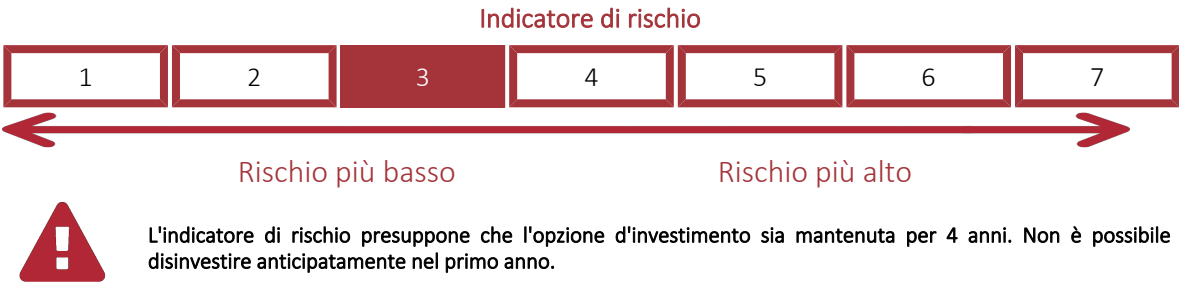 Indicatore di rischio
1 2 3 4 5 6 7
Rischio più basso Rischio più alto
L'indicatore di rischio presuppone che l'opzione d'investimento sia mantenuta per 4 anni. Non è possibile
disinvestire anticipatamente nel primo anno.